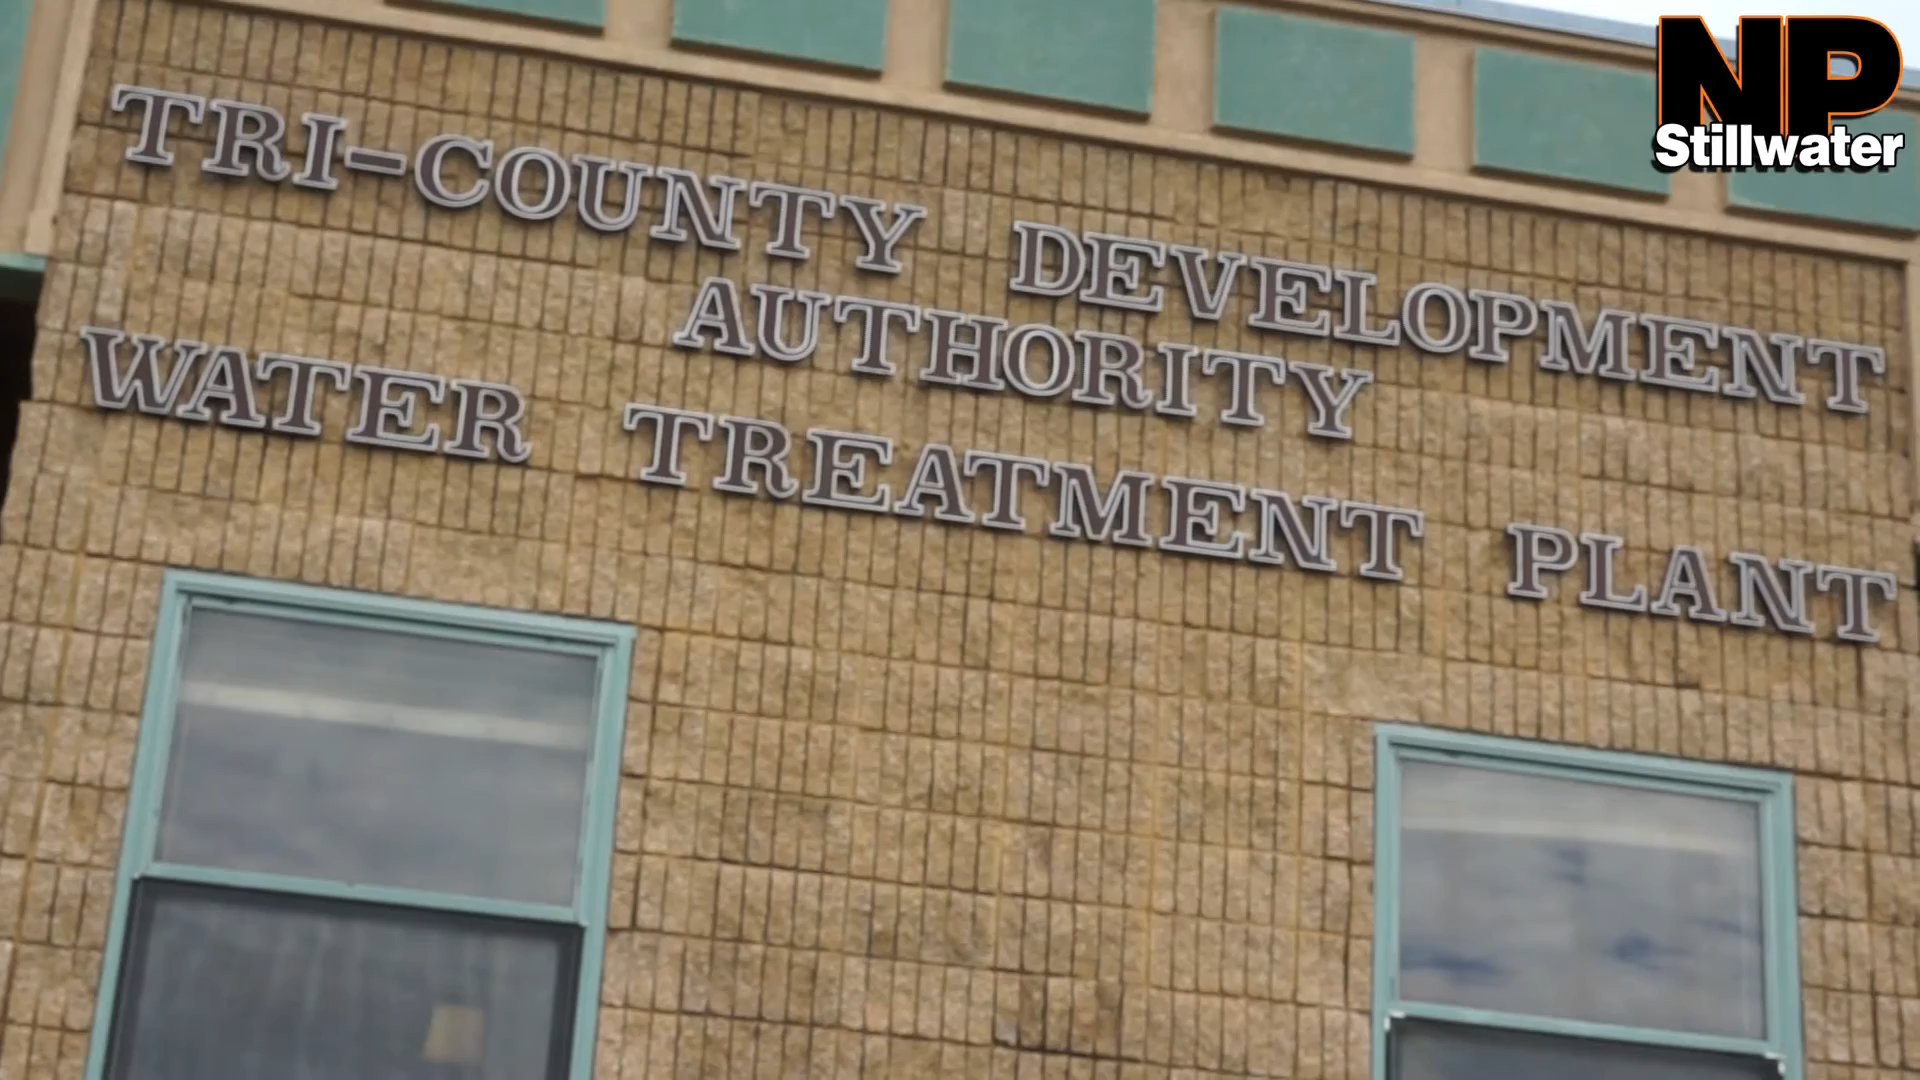 TRI-COUNTY DEVELOPMENT
AUTHORITY
WATER TREATMENT PLANT
NP
Stillwater